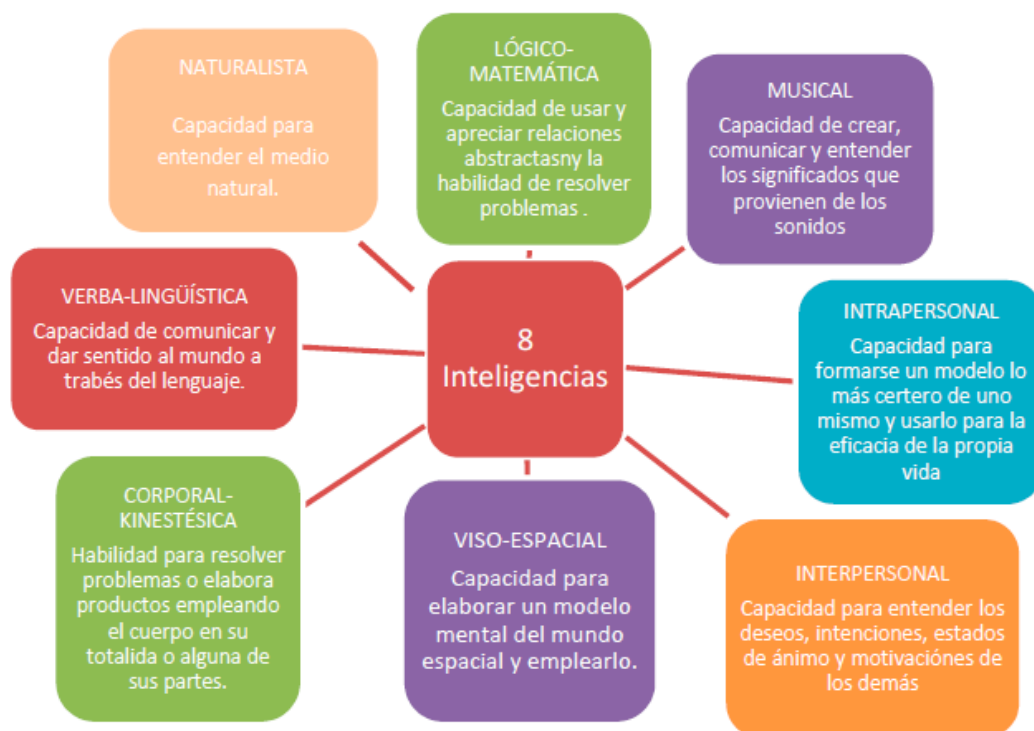 NATURALISTA
Capacidad para
entender el medio
natural.
LÓGICO-
MATEMÁTICA
Capacidad de usar y
apreciar relaciones
abstractasny la
habilidad de resolver
problemas .
MUSICAL
Capacidad de crear,
comunicar y entender
los significados que
provienen de los
sonidos
VERBA-LINGÜÍSTICA
Capacidad de comunicar y
dar sentido al mundo a
trabés del lenguaje.
8
Inteligencias
INTRAPERSONAL
Capacidad para
formarse un modelo lo
más certero de uno
mismo y usarlo para la
eficacia de la propia
vida
CORPORAL-
KINESTÉSICA
Habilidad para resolver
problemas o elabora
productos empleando
el cuerpo en su
totalida o alguna de
sus partes.
VISO-ESPACIAL
Capacidad para
elaborar un modelo
mental del mundo
espacial y emplearlo.
INTERPERSONAL
Capacidad para entender los
deseos, intenciones, estados
de ánimo y motivaciónes de
los demás